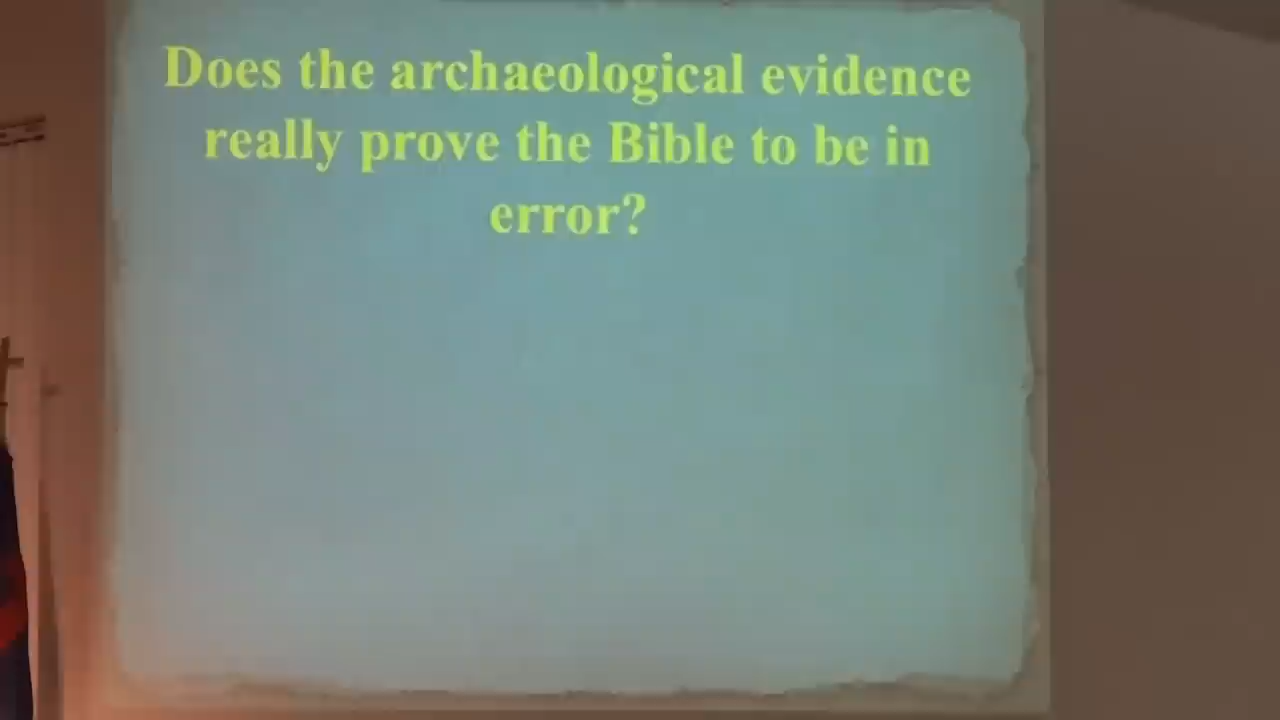 Does the archaeological evidence
really prove the Bible to be in
error?